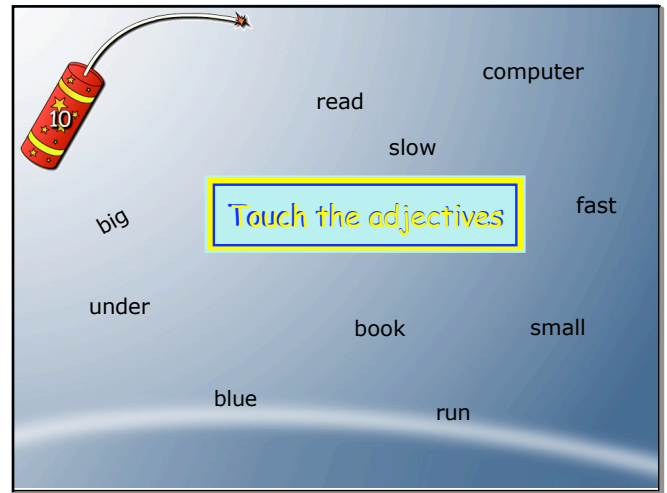 computer
read
10
slow
big
Touch the adjectives
fast
under
book
small
blue
run